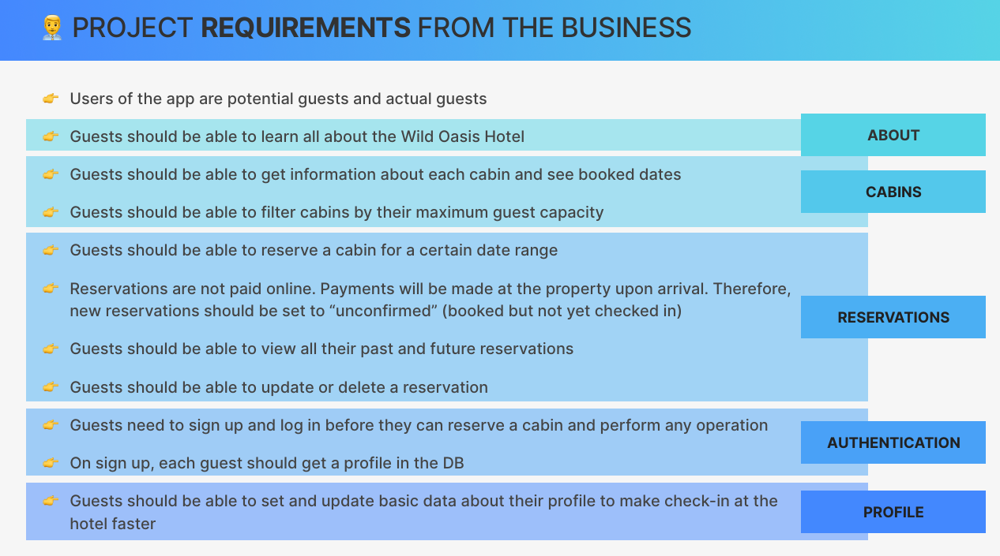 PROJECT REQUIREMENTS FROM THE BUSINESS
Users of the app are potential guests and actual guests
Guests should be able to learn all about the Wild Oasis Hotel
ABOUT
Guests should be able to get information about each cabin and see booked dates
CABINS
Guests should be able to filter cabins by their maximum guest capacity
Guests should be able to reserve a cabin for a certain date range
Reservations are not paid online. Payments will be made at the property upon arrival. Therefore,
new reservations should be set to “unconfirmed” (booked but not yet checked in)
RESERVATIONS
Guests should be able to view all their past and future reservations
Guests should be able to update or delete a reservation
Guests need to sign up and log in before they can reserve a cabin and perform any operation
AUTHENTICATION
On sign up, each guest should get a profile in the DB
Guests should be able to set and update basic data about their profile to make check-in at the
hotel faster
PROFILE